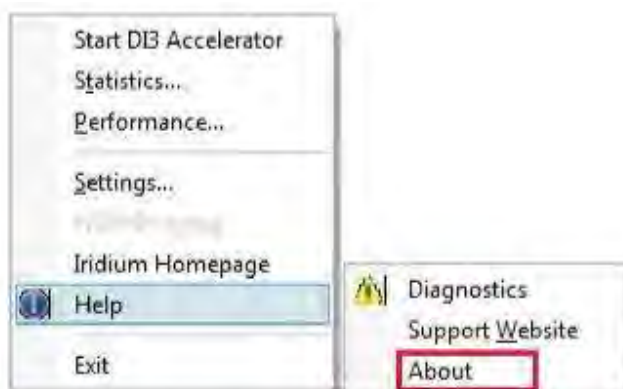 Start DI3 Accelerator
Statistics...
Performance...
Settings...
Iridium Homepage
Help
Exit
Diagnostics
Support Website
About